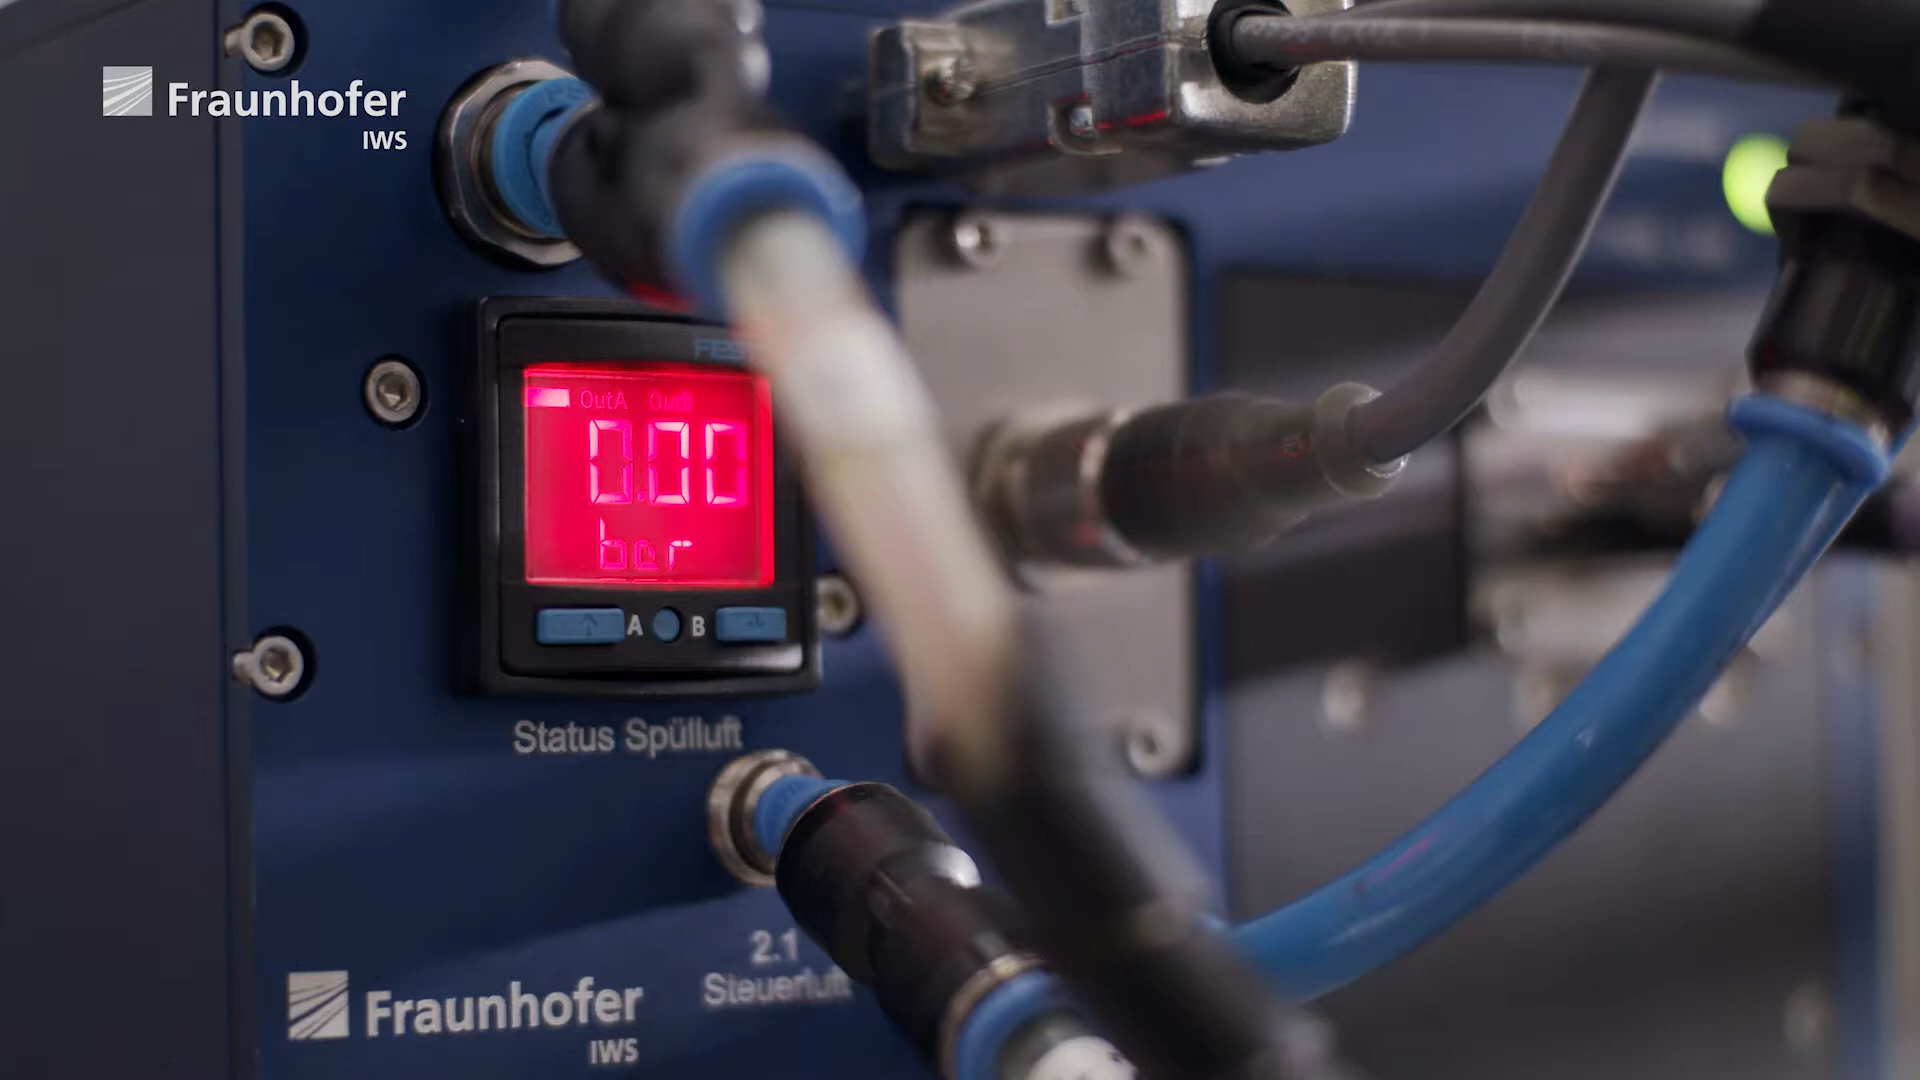 Fraunhofer
IWS
OutA
0.00
bar
A B
Status Spülluft
2.1
Steuerluft
Fraunhofer
IWS